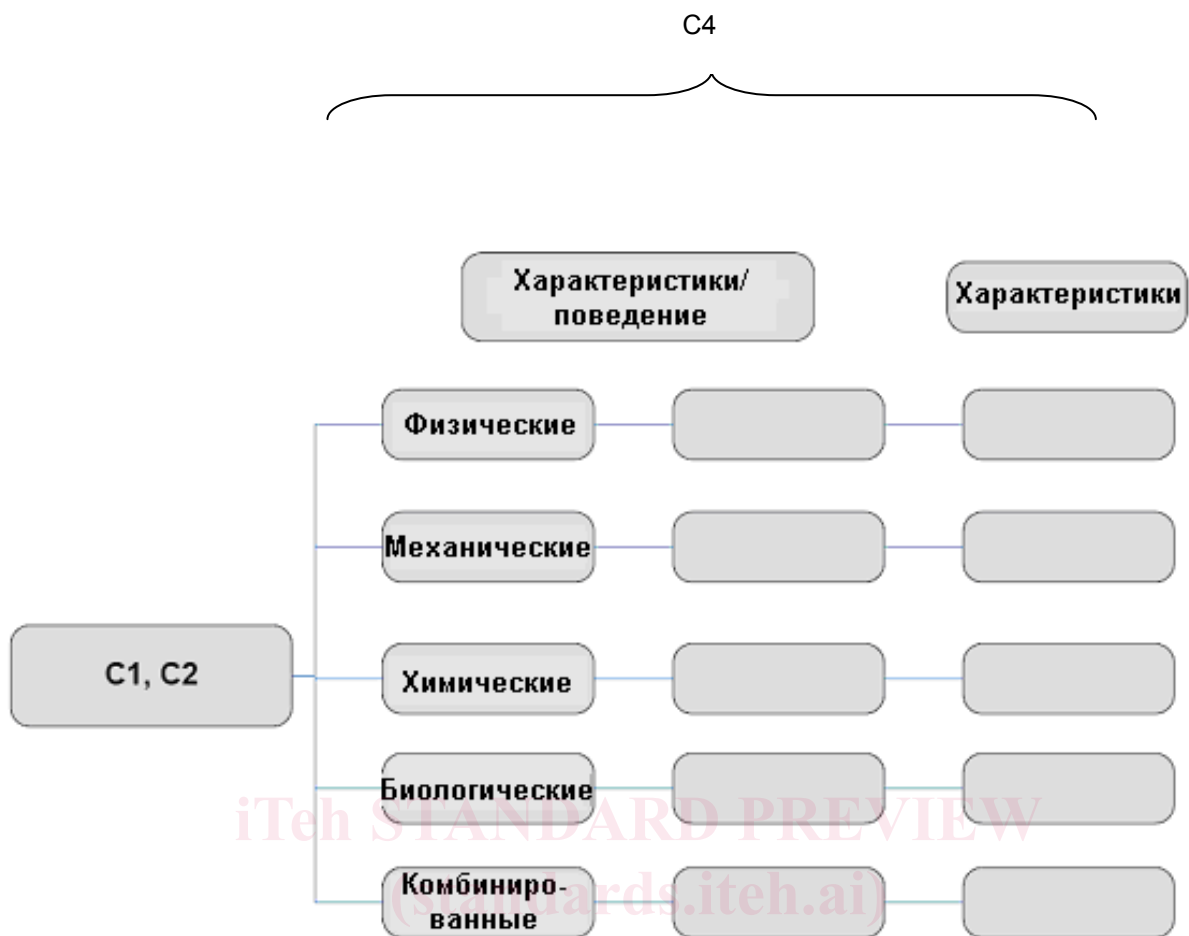 C4
Характеристики/
поведение
Характеристики
Физические
Механические
Химические
C1, C2
Биологические
iTeh STANDARD PREVIEW
Комбиниро-
ванные
(standards.iteh.ai)